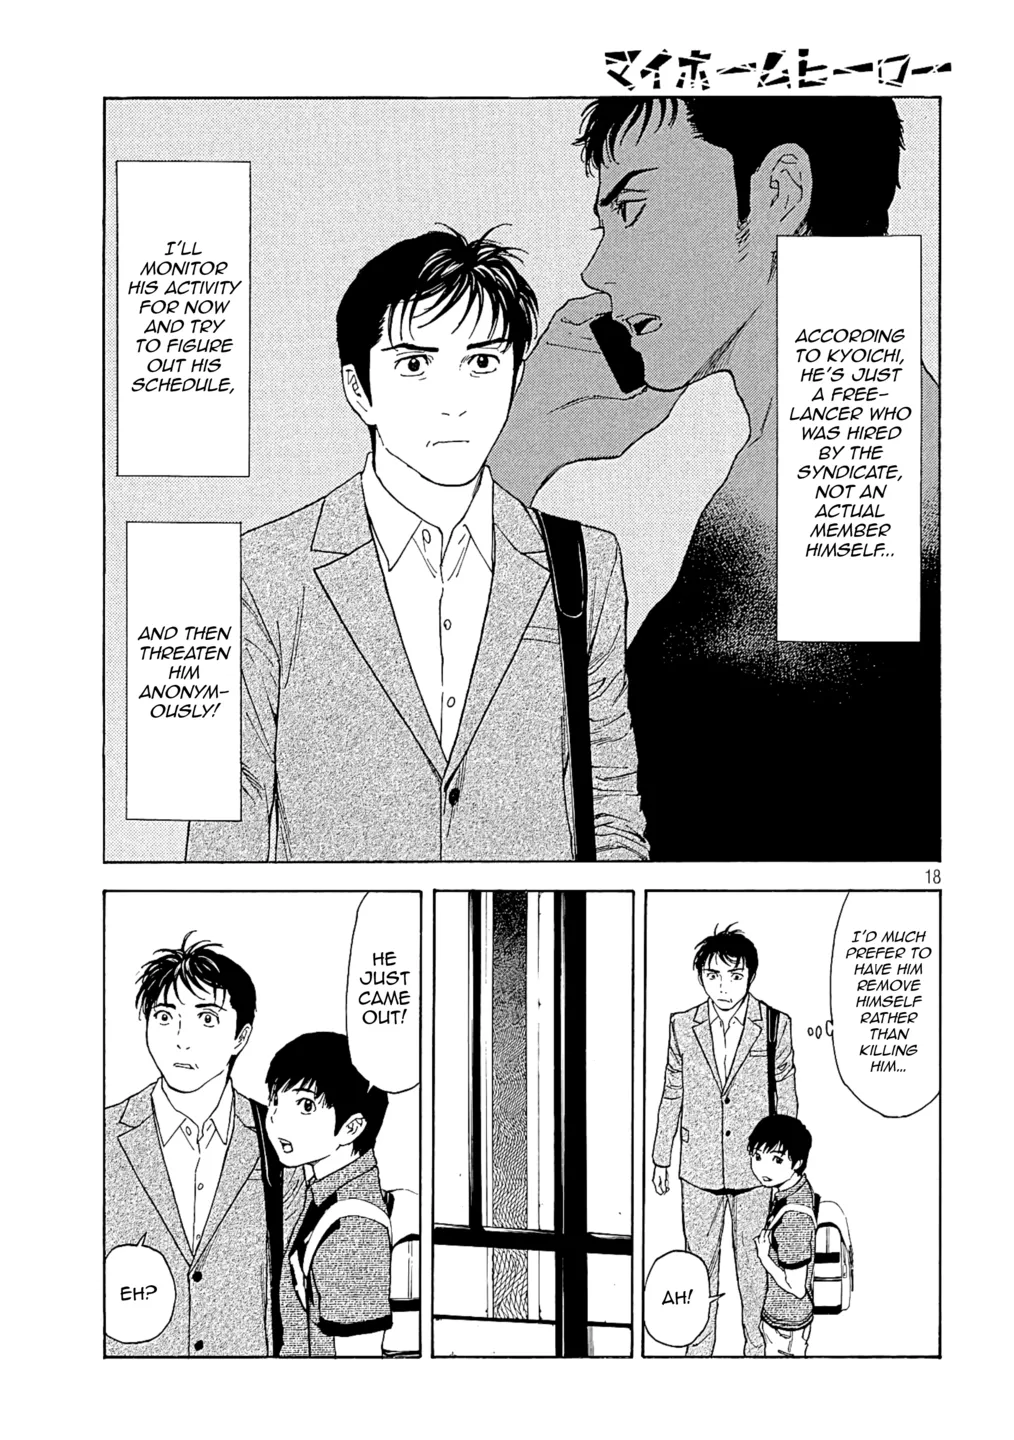 マイホームヒーロー
ACCORDING
TO KYOICHI,
HE'S JUST
A FREE-
LANCER WHO
WAS HIRED
BY THE
SYNDICATE,
NOT AN
ACTUAL
MEMBER
HIMSELF...
I'LL
MONITOR
HIS ACTIVITY
FOR NOW
AND TRY
TO FIGURE
OUT HIS
SCHEDULE,
AND THEN
THREATEN
HIM
ANONYM-
OUSLY!
18
I'D MUCH
PREFER TO
HAVE HIM
REMOVE
HIMSELF
RATHER
THAN
KILLING
HIM...
AH!
HE
JUST
CAME
OUT!
EH?